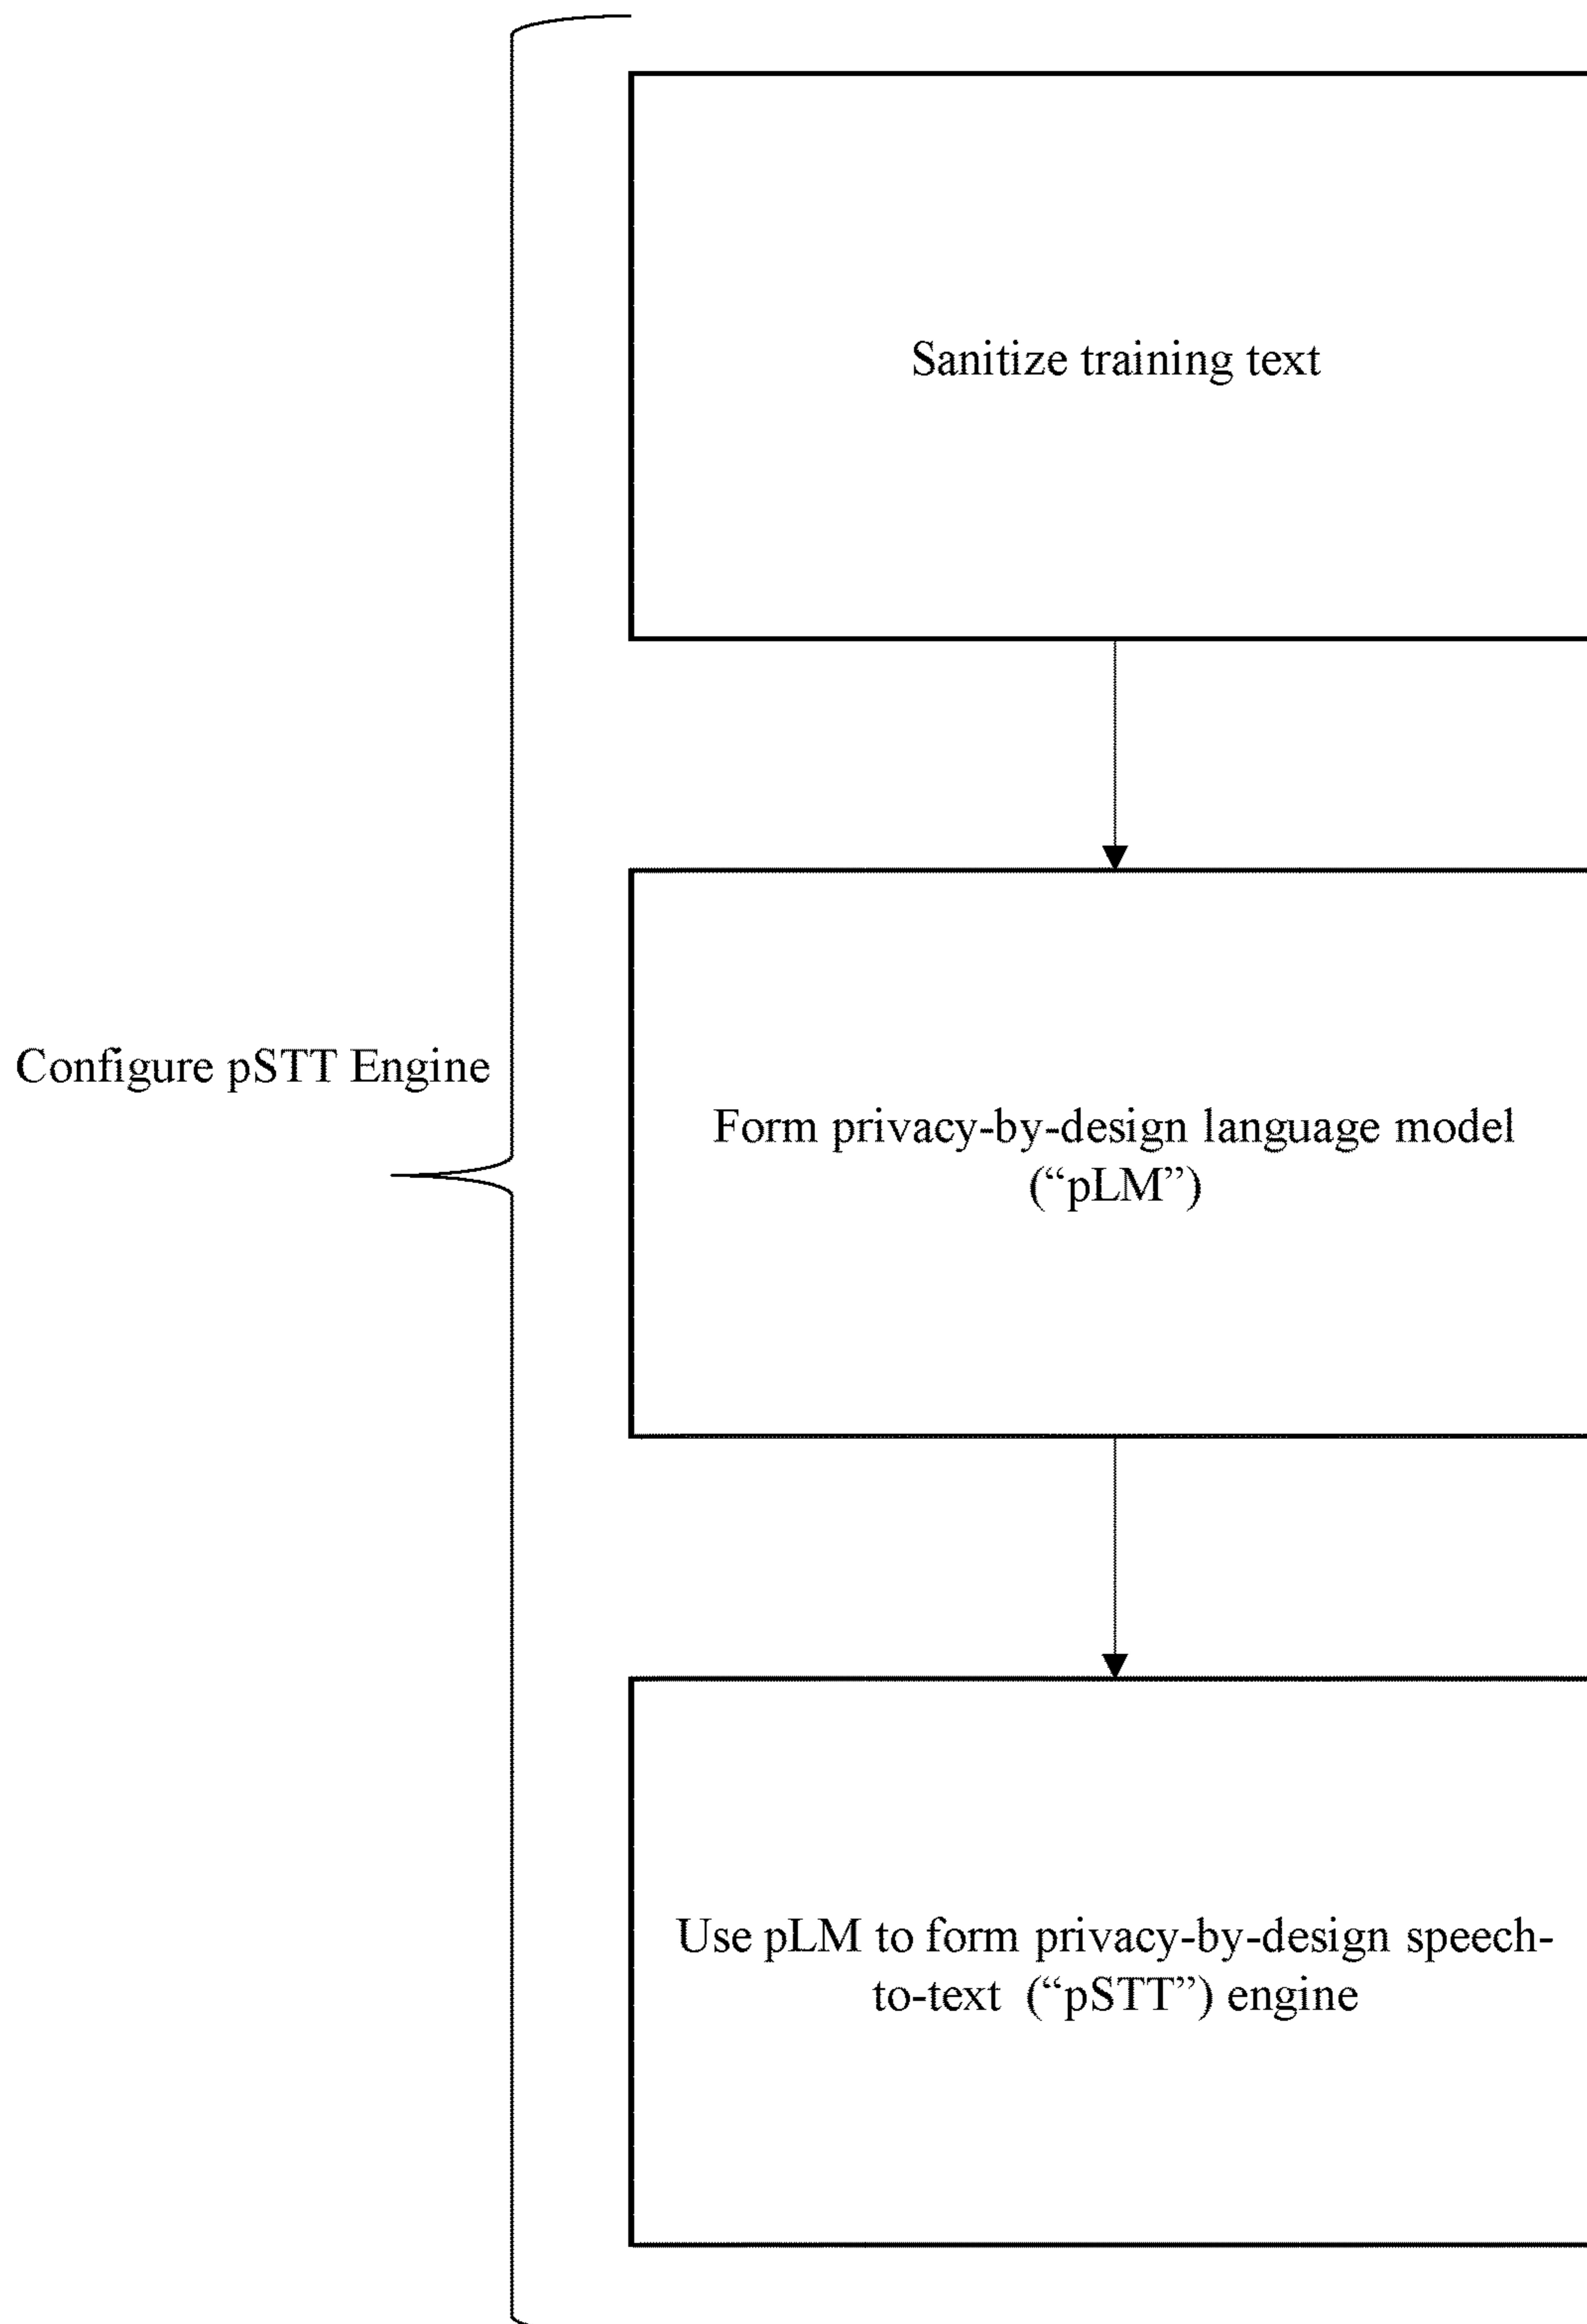 Sanitize training text
Configure pSTT Engine
Form privacy-by-design language model
(“pLM”)
Use pLM to form privacy-by-design speech-
to-text (“pSTT”) engine